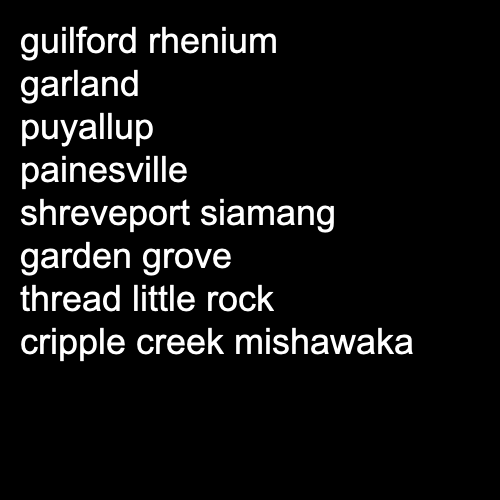 guilford rhenium
garland
puyallup
painesville
shreveport siamang
garden grove
thread little rock
cripple creek mishawaka